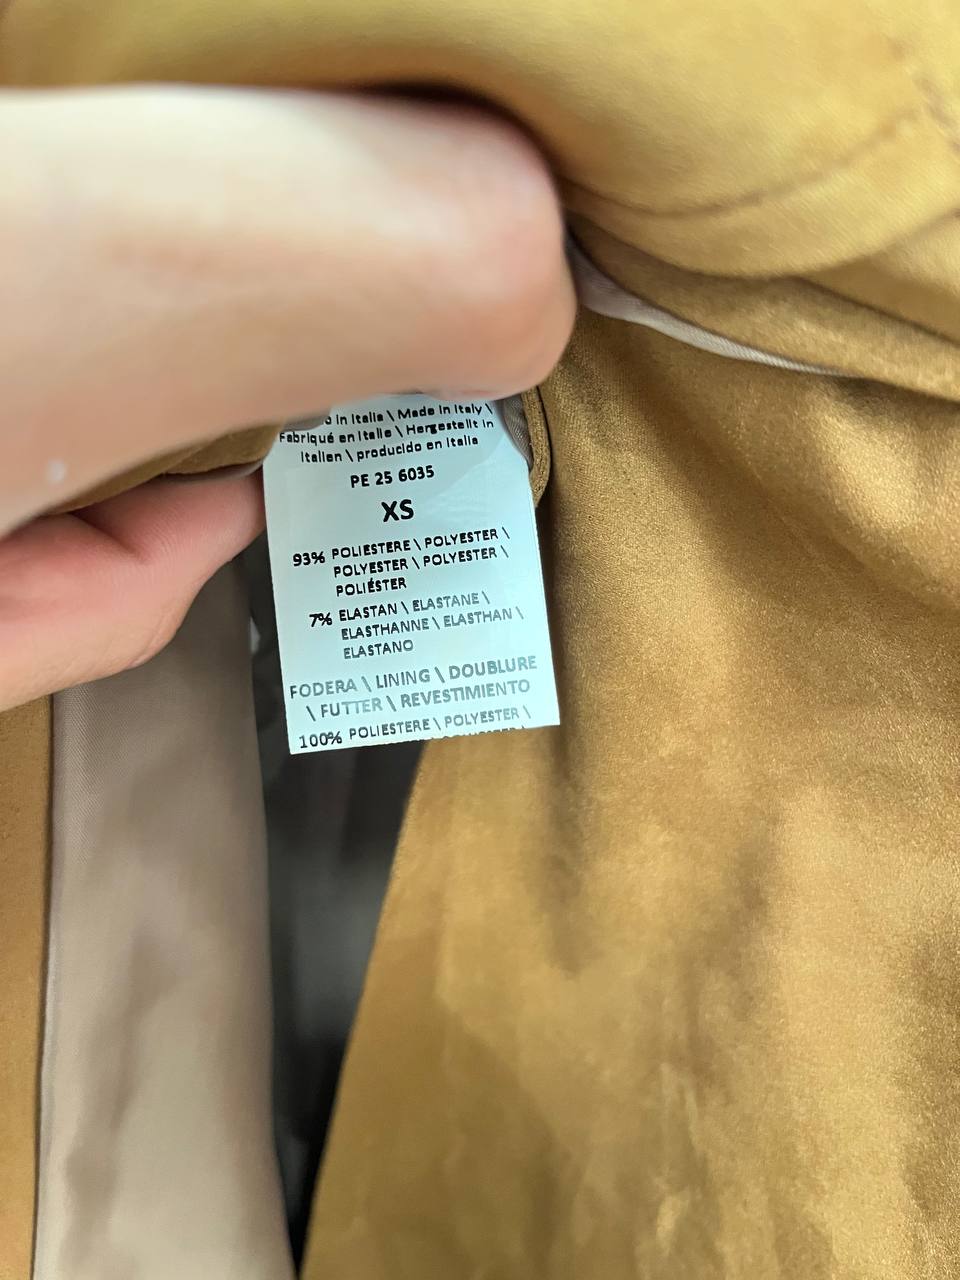 in Italia \ Made in Italy \
Fabriqué en Italie \ Hergestellt in
Italien \ producido en Italia
PE 25 6035
XS
93% POLIESTERE \ POLYESTER \
POLYESTER \ POLYESTER \
POLIÉSTER
7% ELASTAN \ ELASTANE \
ELASTHANNE \ ELASTHAN \
ELASTANO
FODERA \ LINING \ DOUBLURE
\ FUTTER \ REVESTIMIENTO
100% POLIESTERE \ POLYESTER \